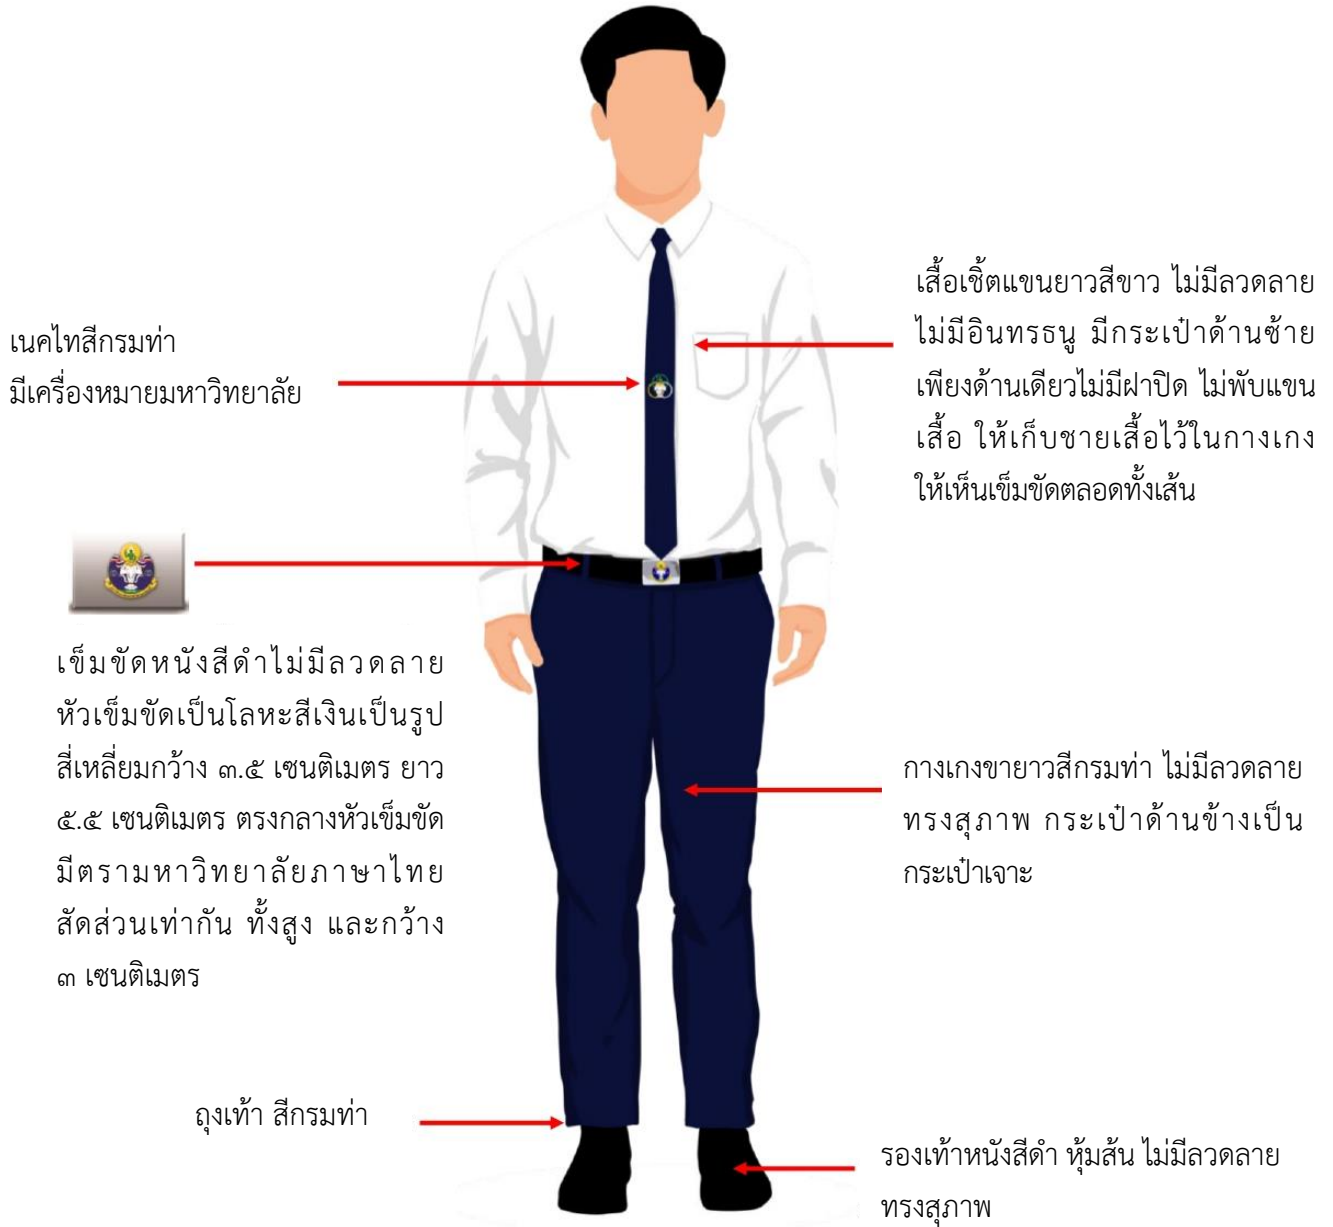 เนคไทสีกรมท่า
มีเครื่องหมายมหาวิทยาลัย
เสื้อเชิ้ตแขนยาวสีขาว ไม่มีลวดลาย
ไม่มีอินทรธนู มีกระเป๋าด้านซ้าย
เพียงด้านเดียวไม่มีฝาปิด ไม่พับแขน
เสื้อ ให้เก็บชายเสื้อไว้ในกางเกง
ให้เห็นเข็มขัดตลอดทั้งเส้น
เข็มขัดหนังสีดำไม่มีลวดลาย
หัวเข็มขัดเป็นโลหะสีเงินเป็นรูป
สี่เหลี่ยมกว้าง ๓.๕ เซนติเมตร ยาว
๕.๕ เซนติเมตร ตรงกลางหัวเข็มขัด
มีตรามหาวิทยาลัยภาษาไทย
สัดส่วนเท่ากัน ทั้งสูง และกว้าง
๓ เซนติเมตร
กางเกงขายาวสีกรมท่า ไม่มีลวดลาย
ทรงสุภาพ กระเป๋าด้านข้างเป็น
กระเป๋าเจาะ
ถุงเท้า สีกรมท่า
รองเท้าหนังสีดำ หุ้มส้น ไม่มีลวดลาย
ทรงสุภาพ